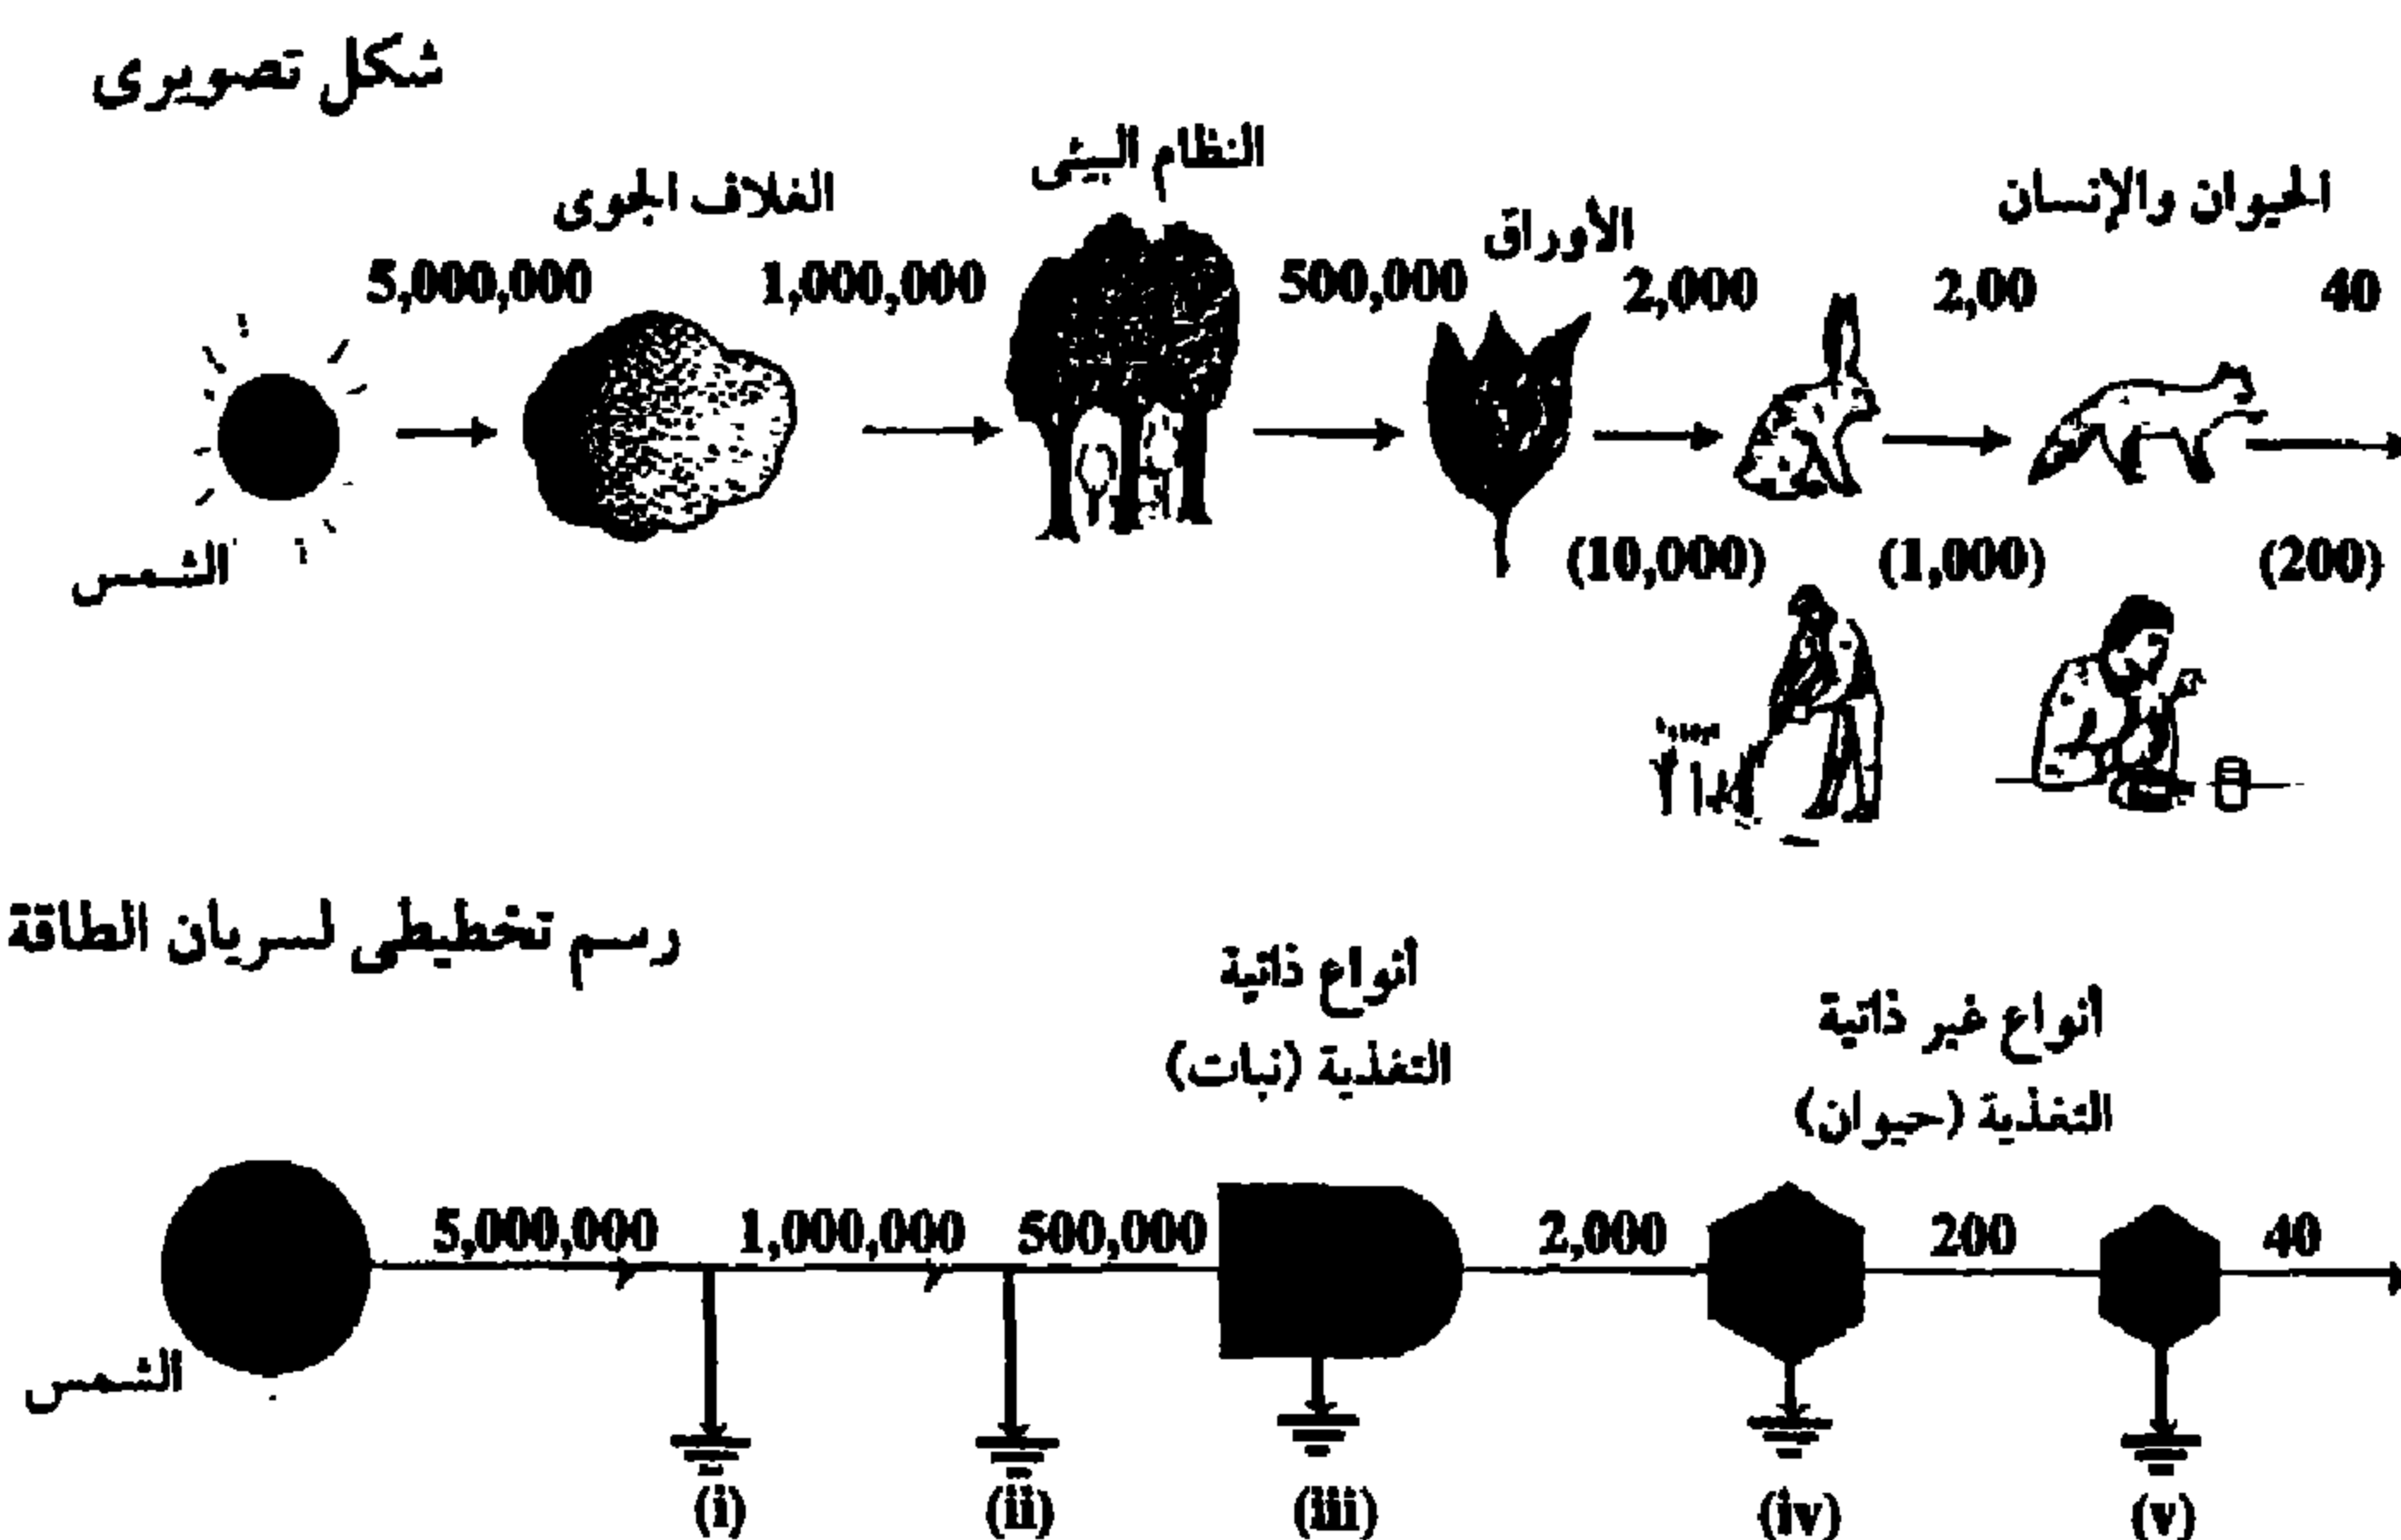 شكل تصويرى
النظام البيئى
الغلاف الجوى
الحيوان والإنسان
الأوراق
5,000,000
1,000,000
500,000
2,000
2,00
40
الشمس
(10,000)
(1,000)
(200)
رسم تخطيطى لسريان الطاقة
أنواع ذاتية
التغذية (نبات)
أنواع غير ذاتية
التغذية (حيوان)
5,000,000
1,000,000
500,000
2,000
200
40
الشمس
(i)
(ii)
(iii)
(iv)
(v)